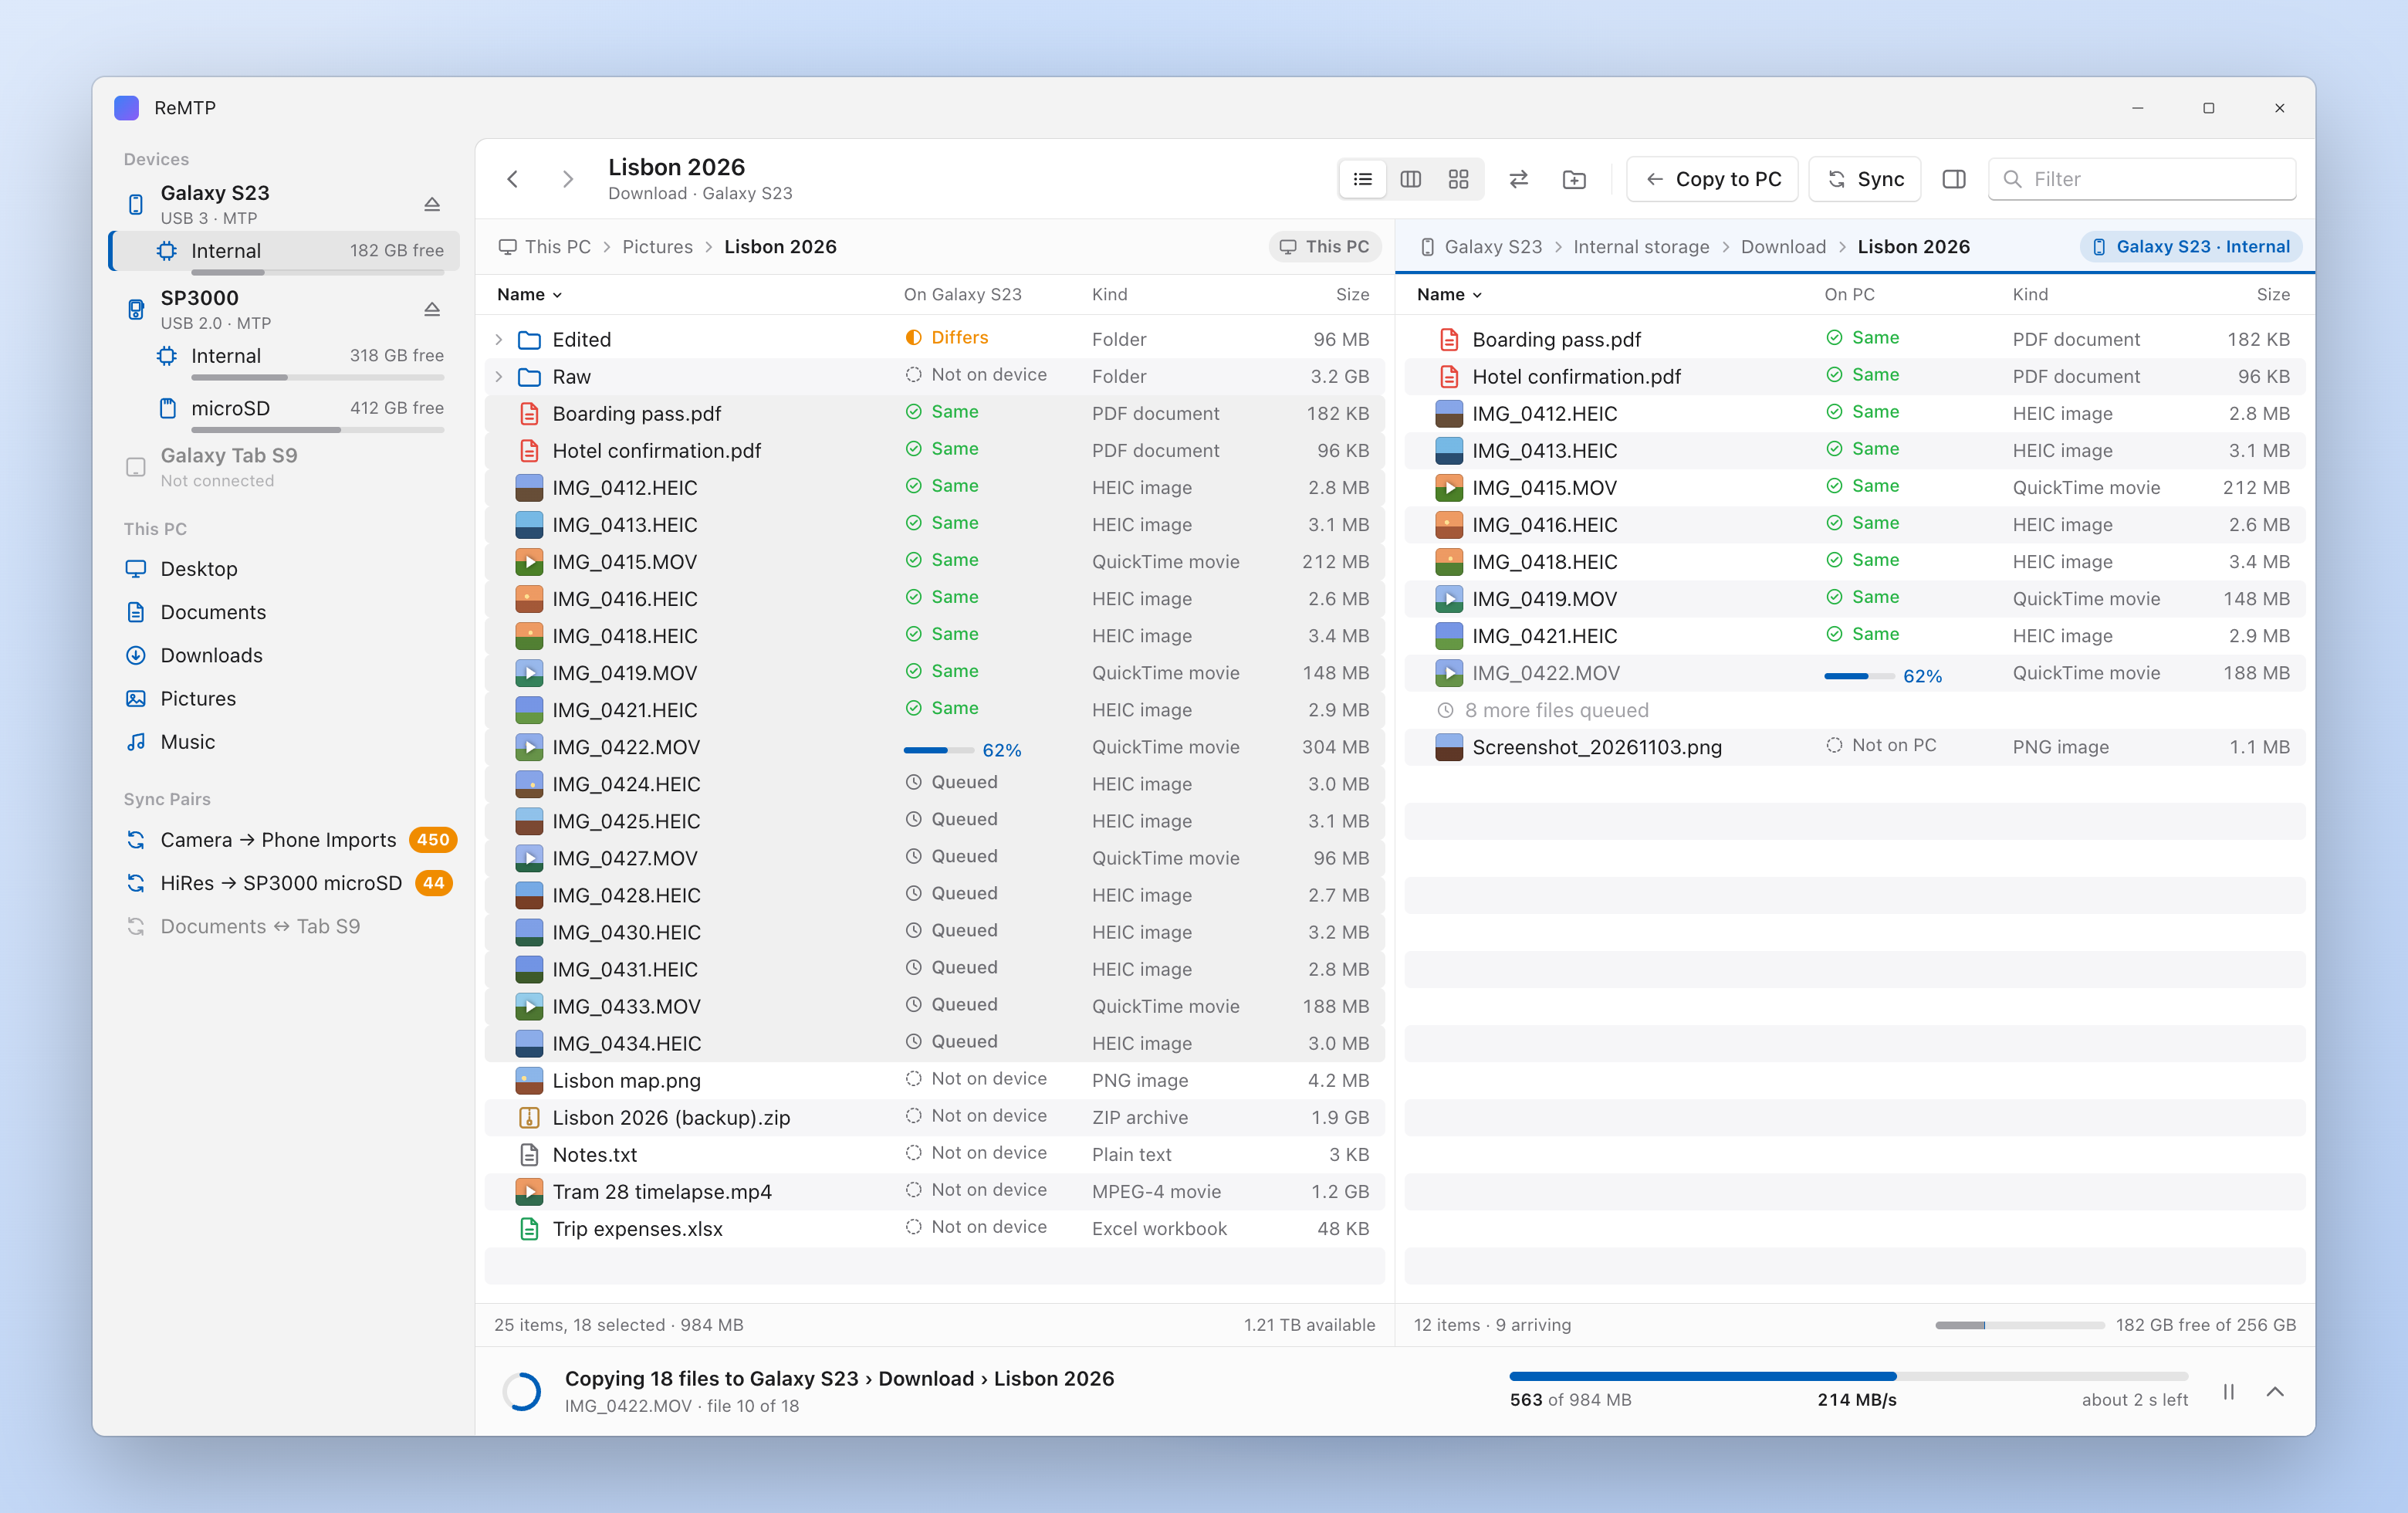 ReMTP
Devices
Galaxy S23
USB 3 · MTP
Internal 182 GB free
SP3000
USB 2.0 · MTP
Internal 318 GB free
microSD 412 GB free
Galaxy Tab S9
Not connected
This PC
Desktop
Documents
Downloads
Pictures
Music
Sync Pairs
Camera → Phone Imports 450
HiRes → SP3000 microSD 44
Documents ↔ Tab S9
Lisbon 2026
Download · Galaxy S23
Copy to PC
Sync
Filter
This PC > Pictures > Lisbon 2026 This PC
Name On Galaxy S23 Kind Size
Edited Differs Folder 96 MB
Raw Not on device Folder 3.2 GB
Boarding pass.pdf Same PDF document 182 KB
Hotel confirmation.pdf Same PDF document 96 KB
IMG_0412.HEIC Same HEIC image 2.8 MB
IMG_0413.HEIC Same HEIC image 3.1 MB
IMG_0415.MOV Same QuickTime movie 212 MB
IMG_0416.HEIC Same HEIC image 2.6 MB
IMG_0418.HEIC Same HEIC image 3.4 MB
IMG_0419.MOV Same QuickTime movie 148 MB
IMG_0421.HEIC Same HEIC image 2.9 MB
IMG_0422.MOV 62% QuickTime movie 304 MB
IMG_0424.HEIC Queued HEIC image 3.0 MB
IMG_0425.HEIC Queued HEIC image 3.1 MB
IMG_0427.MOV Queued QuickTime movie 96 MB
IMG_0428.HEIC Queued HEIC image 2.7 MB
IMG_0430.HEIC Queued HEIC image 3.2 MB
IMG_0431.HEIC Queued HEIC image 2.8 MB
IMG_0433.MOV Queued QuickTime movie 188 MB
IMG_0434.HEIC Queued HEIC image 3.0 MB
Lisbon map.png Not on device PNG image 4.2 MB
Lisbon 2026 (backup).zip Not on device ZIP archive 1.9 GB
Notes.txt Not on device Plain text 3 KB
Tram 28 timelapse.mp4 Not on device MPEG-4 movie 1.2 GB
Trip expenses.xlsx Not on device Excel workbook 48 KB
25 items, 18 selected · 984 MB 1.21 TB available
Galaxy S23 > Internal storage > Download > Lisbon 2026 Galaxy S23 · Internal
Name On PC Kind Size
Boarding pass.pdf Same PDF document 182 KB
Hotel confirmation.pdf Same PDF document 96 KB
IMG_0412.HEIC Same HEIC image 2.8 MB
IMG_0413.HEIC Same HEIC image 3.1 MB
IMG_0415.MOV Same QuickTime movie 212 MB
IMG_0416.HEIC Same HEIC image 2.6 MB
IMG_0418.HEIC Same HEIC image 3.4 MB
IMG_0419.MOV Same QuickTime movie 148 MB
IMG_0421.HEIC Same HEIC image 2.9 MB
IMG_0422.MOV 62% QuickTime movie 188 MB
8 more files queued
Screenshot_20261103.png Not on PC PNG image 1.1 MB
12 items · 9 arriving 182 GB free of 256 GB
Copying 18 files to Galaxy S23 › Download › Lisbon 2026
IMG_0422.MOV · file 10 of 18
563 of 984 MB 214 MB/s about 2 s left